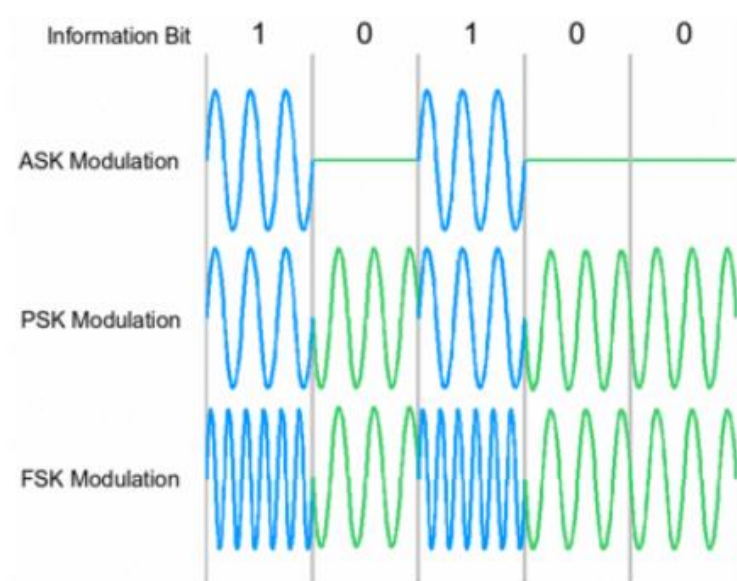 Information Bit 1 0 1 0 0
ASK Modulation
PSK Modulation
FSK Modulation